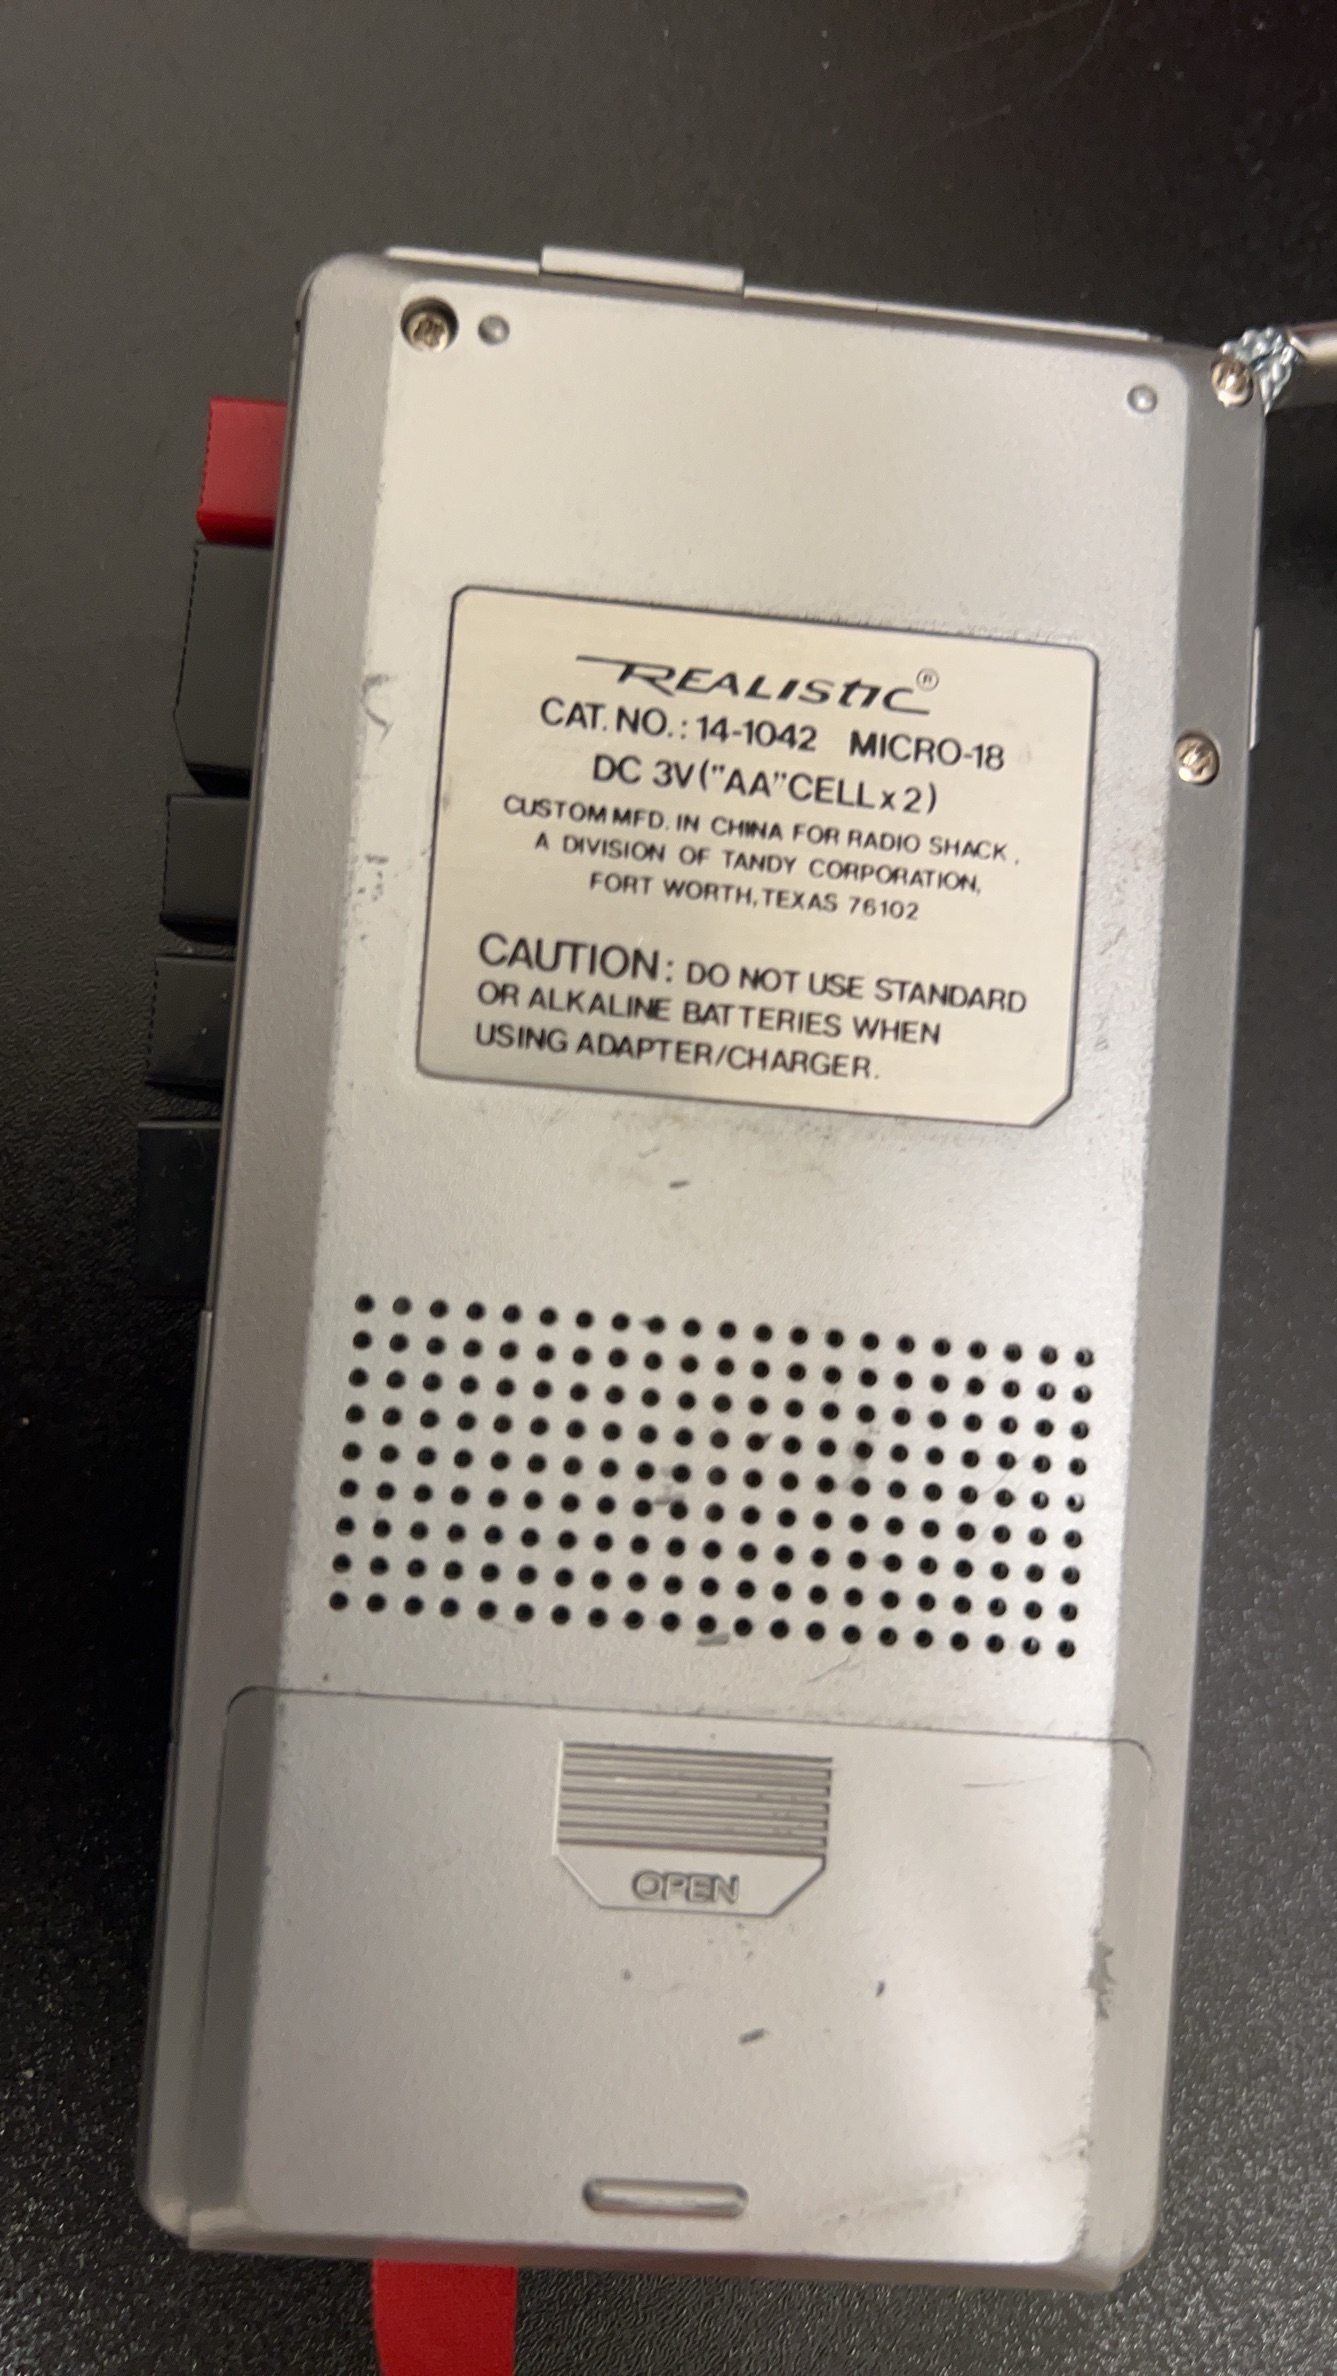 REALISTIC®
CAT. NO.: 14-1042 MICRO-18
DC 3V ("AA" CELL x 2)
CUSTOM MFD. IN CHINA FOR RADIO SHACK,
A DIVISION OF TANDY CORPORATION,
FORT WORTH, TEXAS 76102
CAUTION: DO NOT USE STANDARD
OR ALKALINE BATTERIES WHEN
USING ADAPTER/CHARGER.
OPEN